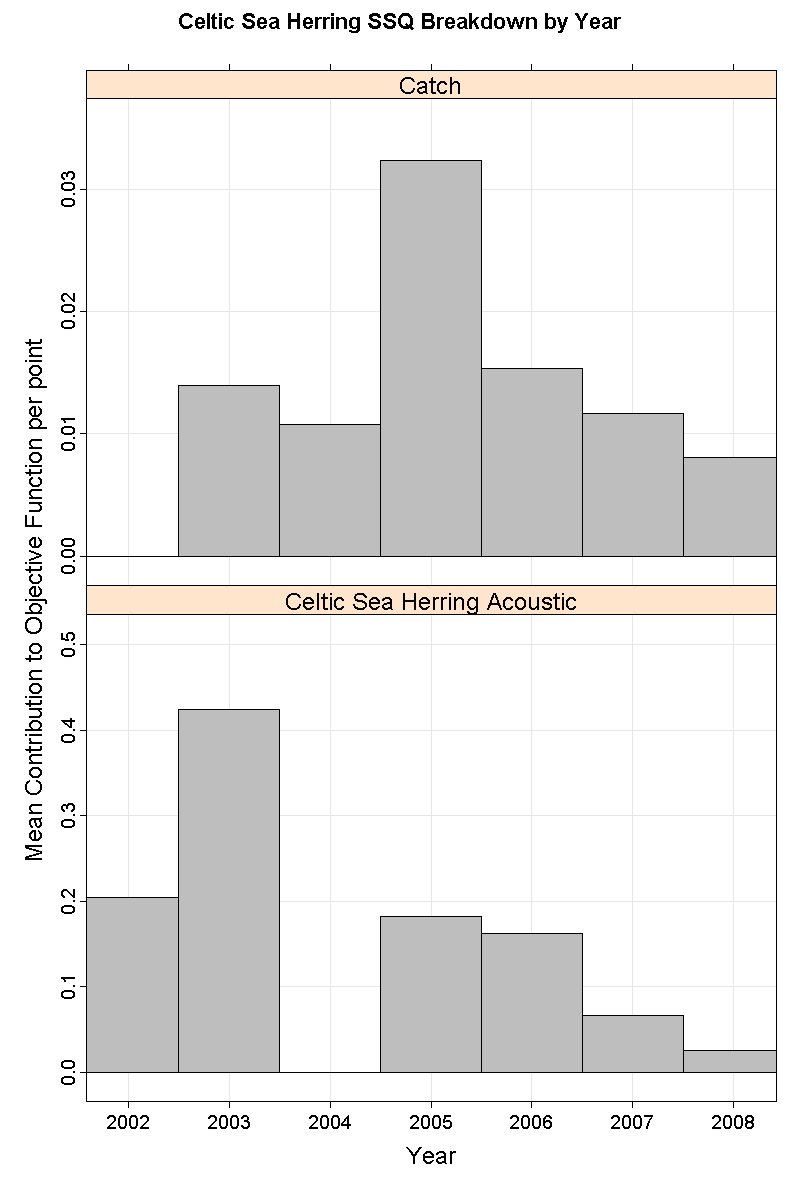 Celtic Sea Herring SSQ Breakdown by Year
Catch
0.03
0.02
0.01
0.00
Mean Contribution to Objective Function per point
Celtic Sea Herring Acoustic
0.5
0.4
0.3
0.2
0.1
0.0
2002 2003 2004 2005 2006 2007 2008
Year